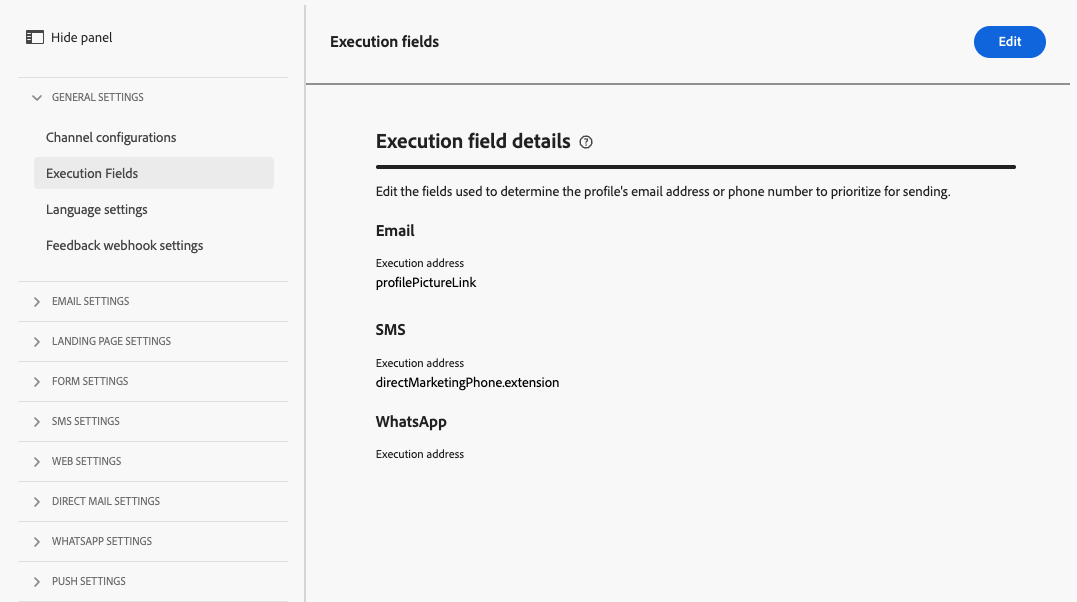 Hide panel
GENERAL SETTINGS
Channel configurations
Execution Fields
Language settings
Feedback webhook settings
EMAIL SETTINGS
LANDING PAGE SETTINGS
FORM SETTINGS
SMS SETTINGS
WEB SETTINGS
DIRECT MAIL SETTINGS
WHATSAPP SETTINGS
PUSH SETTINGS
Execution fields
Edit
Execution field details
Edit the fields used to determine the profile's email address or phone number to prioritize for sending.
Email
Execution address
profilePictureLink
SMS
Execution address
directMarketingPhone.extension
WhatsApp
Execution address